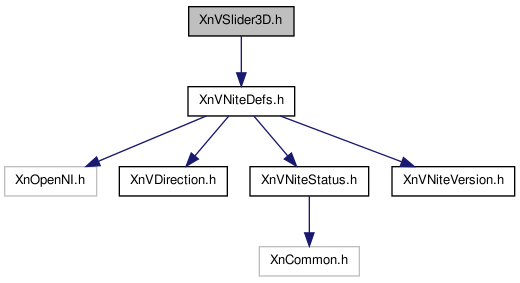 XnVSlider3D.h
XnVNiteDefs.h
XnOpenNI.h
XnVDirection.h
XnVNiteStatus.h
XnVNiteVersion.h
XnCommon.h